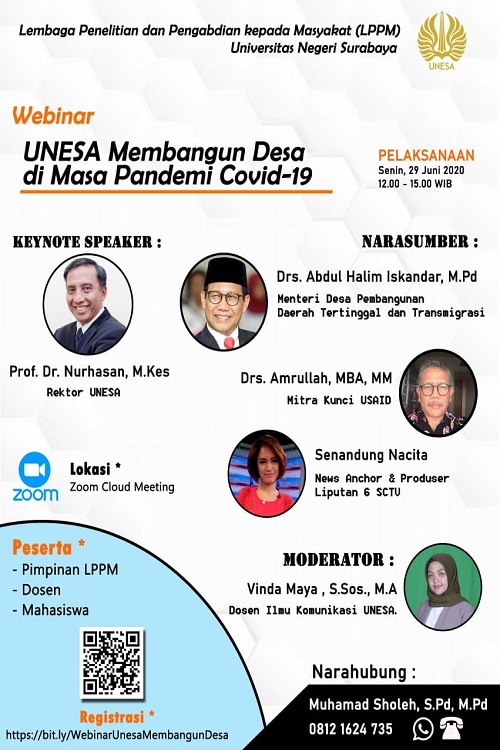 Lembaga Penelitian dan Pengabdian kepada Masyakat (LPPM)
Universitas Negeri Surabaya
UNESA
Webinar
UNESA Membangun Desa
di Masa Pandemi Covid-19
PELAKSANAAN
Senin, 29 Juni 2020
12.00 - 15.00 WIB
KEYNOTE SPEAKER :
Prof. Dr. Nurhasan, M.Kes
Rektor UNESA
NARASUMBER :
Drs. Abdul Halim Iskandar, M.Pd
Menteri Desa Pembangunan
Daerah Tertinggal dan Transmigrasi
Drs. Amrullah, MBA, MM
Mitra Kunci USAID
Senandung Nacita
News Anchor & Produser
Liputan 6 SCTV
zoom
Lokasi *
Zoom Cloud Meeting
MODERATOR :
Vinda Maya , S.Sos., M.A
Dosen Ilmu Komunikasi UNESA.
Peserta *
- Pimpinan LPPM
- Dosen
- Mahasiswa
Registrasi *
https://bit.ly/WebinarUnesaMembangunDesa
Narahubung :
Muhamad Sholeh, S.Pd, M.Pd
0812 1624 735